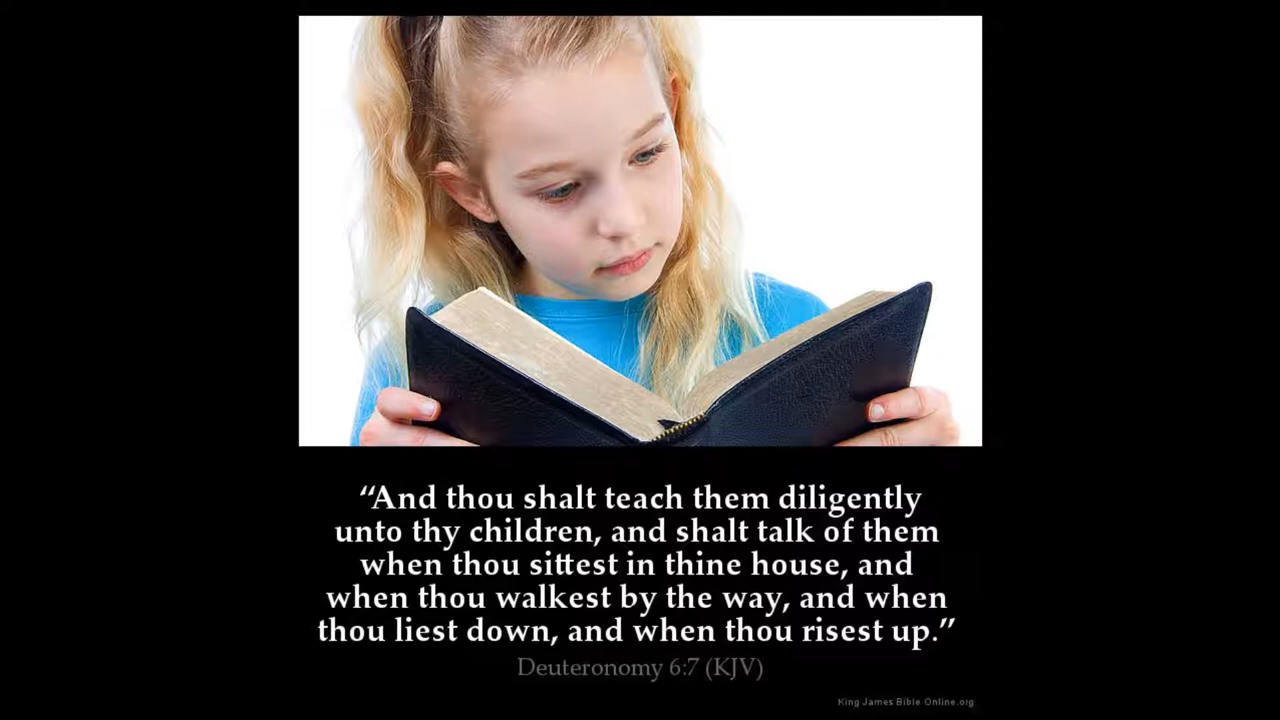 “And thou shalt teach them diligently
unto thy children, and shalt talk of them
when thou sittest in thine house, and
when thou walkest by the way, and when
thou liest down, and when thou risest up.”
Deuteronomy 6:7 (KJV)
King James Bible Online.org